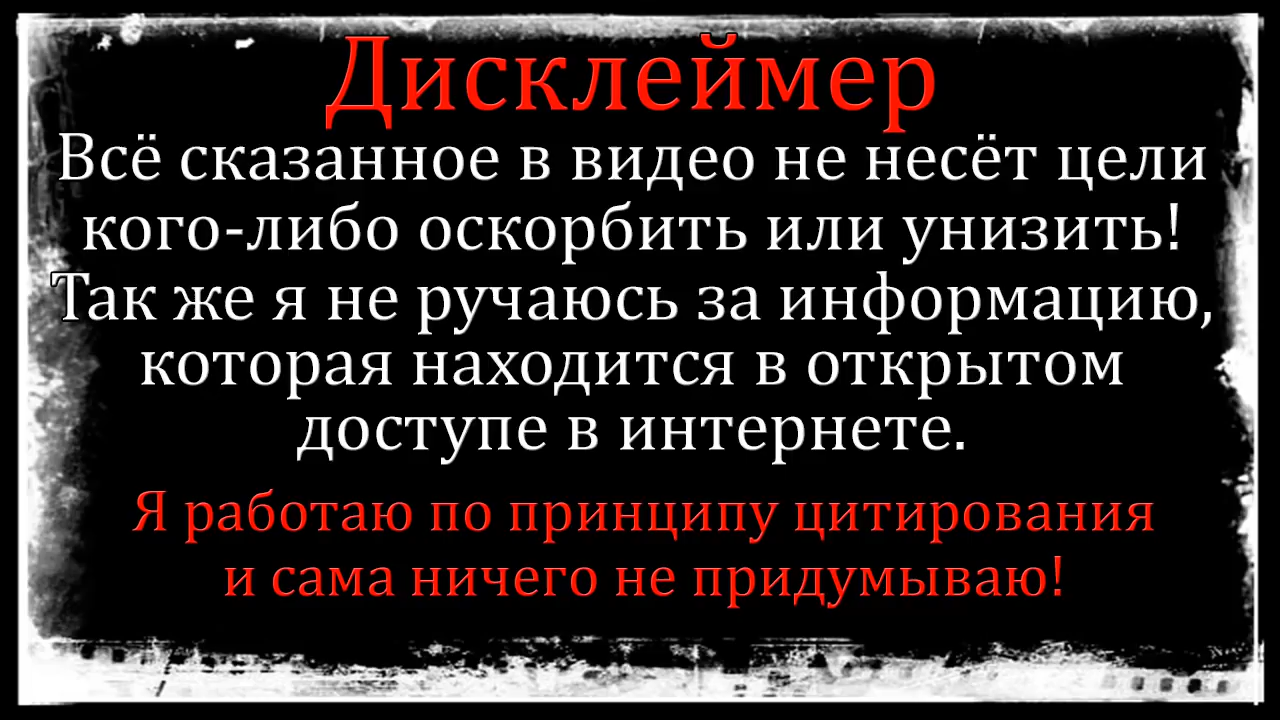 Дисклеймер
Всё сказанное в видео не несёт цели
кого-либо оскорбить или унизить!
Так же я не ручаюсь за информацию,
которая находится в открытом
доступе в интернете.
Я работаю по принципу цитирования
и сама ничего не придумываю!